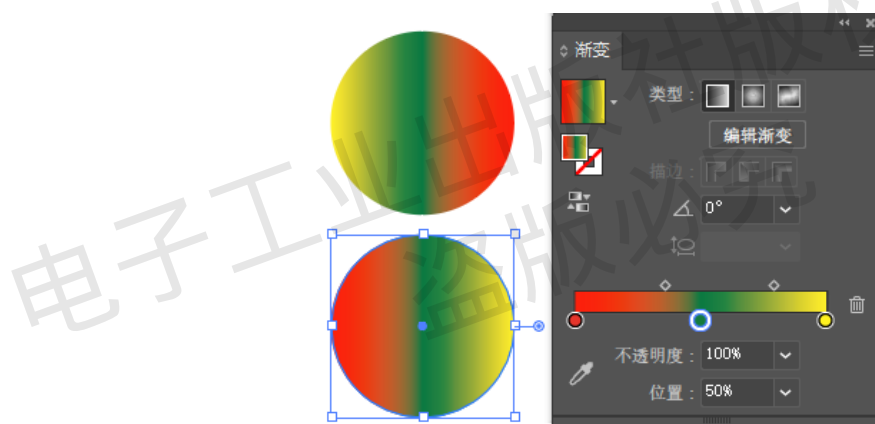 渐变
类型：
编辑渐变
描边：
0°
不透明度： 100%
位置： 50%
电子工业出版社版权
盗版必究